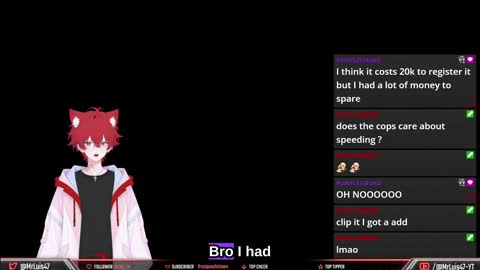 I think it costs 20k to register it
but I had a lot of money to
spare
does the cops care about
speeding ?
OH NOOOOOO
clip it I got a add
lmao
Bro I had
@MrLuis47
FOLLOWER
SUBSCRIBER
TOP CHEER
TOP TIPPER
@MrLuis47-YT